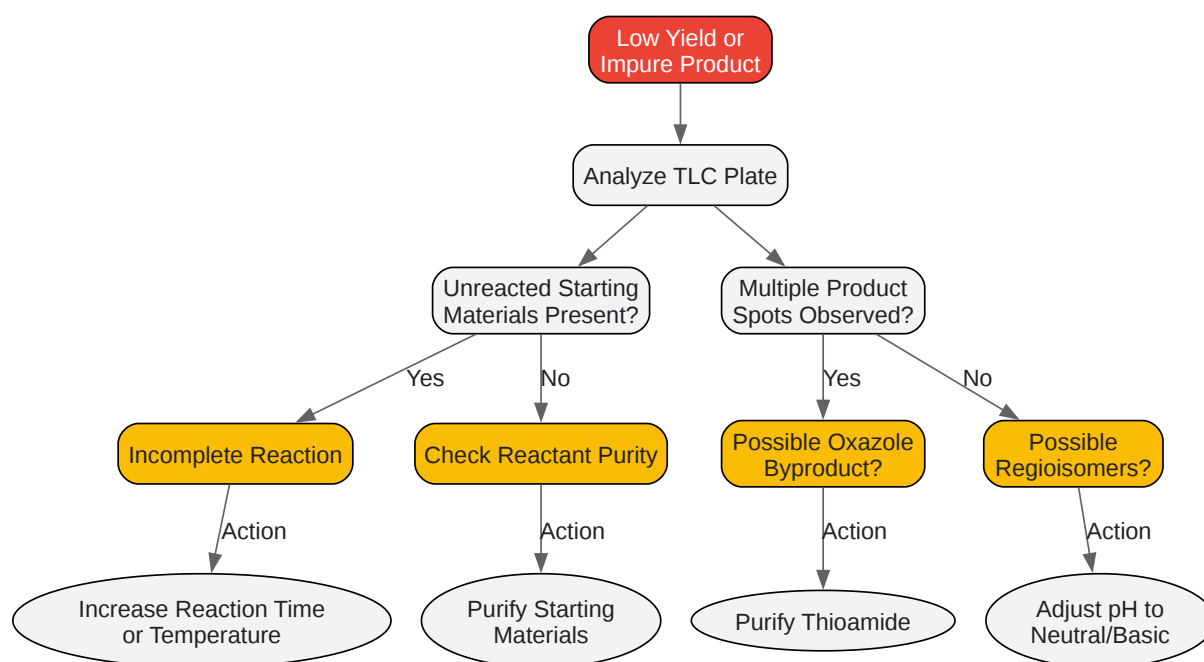 Low Yield or
Impure Product
Analyze TLC Plate
Unreacted Starting
Materials Present?
Multiple Product
Spots Observed?
Yes
No
Yes
No
Incomplete Reaction
Check Reactant Purity
Possible Oxazole
Byproduct?
Possible
Regioisomers?
Action
Action
Action
Action
Increase Reaction Time
or Temperature
Purify Starting
Materials
Purify Thioamide
Adjust pH to
Neutral/Basic